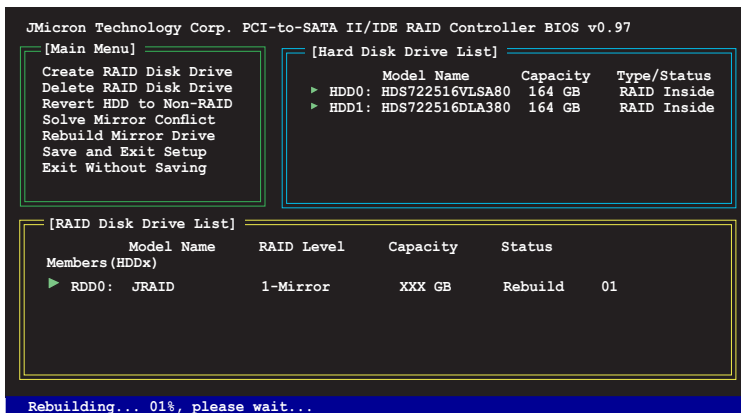 JMicron Technology Corp. PCI-to-SATA II/IDE RAID Controller BIOS v0.97
[Main Menu]
Create RAID Disk Drive
Delete RAID Disk Drive
Revert HDD to Non-RAID
Solve Mirror Conflict
Rebuild Mirror Drive
Save and Exit Setup
Exit Without Saving
[Hard Disk Drive List]
Model Name Capacity Type/Status
HDD0: HDS722516VLSA80 164 GB RAID Inside
HDD1: HDS722516DLA380 164 GB RAID Inside
[RAID Disk Drive List]
Model Name RAID Level Capacity Status
Members(HDDx)
RDD0: JRAID 1-Mirror XXX GB Rebuild 01
Rebuilding... 01%, please wait...